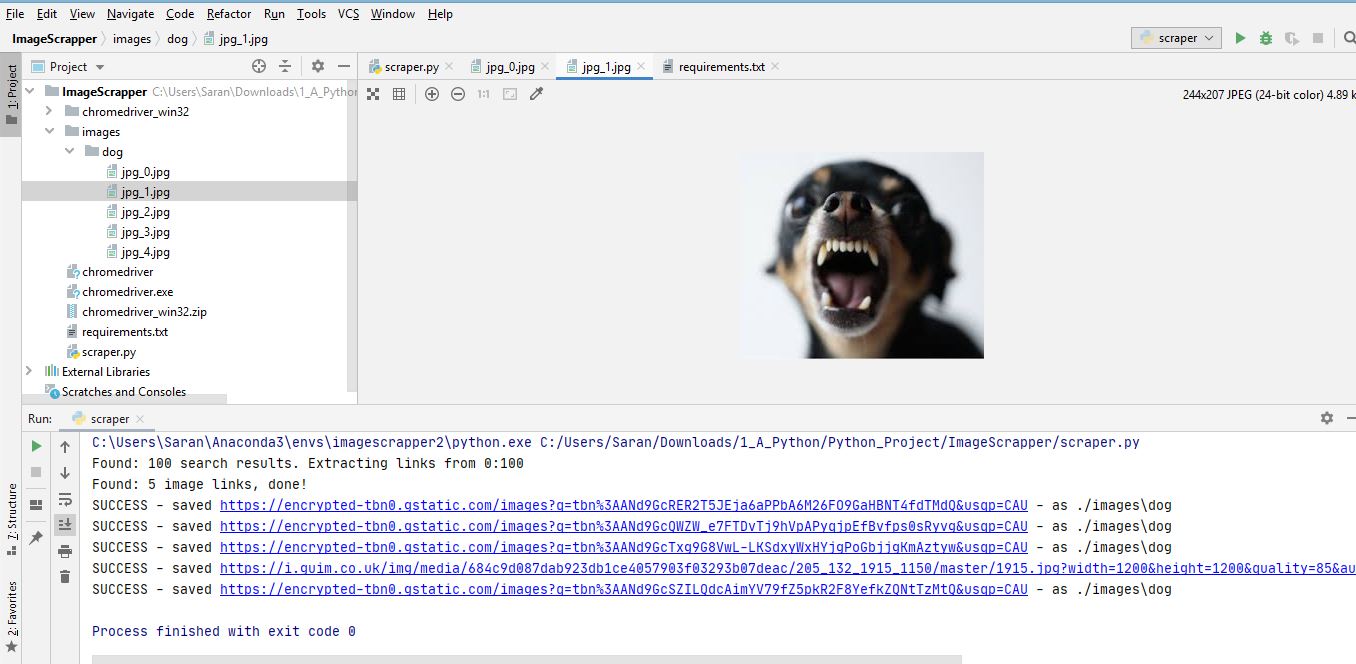 File Edit View Navigate Code Refactor Run Tools VCS Window Help
ImageScrapper images dog jpg_1.jpg
scraper
1: Project
Project
scraper.py jpg_0.jpg jpg_1.jpg requirements.txt
ImageScrapper C:\Users\Saran\Downloads\1_A_Python
1:1
244x207 JPEG (24-bit color) 4.89 k
chromedriver_win32
images
dog
jpg_0.jpg
jpg_1.jpg
jpg_2.jpg
jpg_3.jpg
jpg_4.jpg
chromedriver
chromedriver.exe
chromedriver_win32.zip
requirements.txt
scraper.py
External Libraries
Scratches and Consoles
Run: scraper
C:\Users\Saran\Anaconda3\envs\imagescrapper2\python.exe C:/Users/Saran/Downloads/1_A_Python/Python_Project/ImageScrapper/scraper.py
Found: 100 search results. Extracting links from 0:100
Found: 5 image links, done!
SUCCESS - saved https://encrypted-tbn0.gstatic.com/images?q=tbn%3AANd9GcRER2T5JEja6aPPbA6M26FO9GaHBNT4fdTMdQ&usqp=CAU - as ./images\dog
SUCCESS - saved https://encrypted-tbn0.gstatic.com/images?q=tbn%3AANd9GcQWZW_e7FTDvTj9hVpAPyqjpEfBvfps0sRyvg&usqp=CAU - as ./images\dog
SUCCESS - saved https://encrypted-tbn0.gstatic.com/images?q=tbn%3AANd9GcTxg9G8VwL-LKSdxyWxHYjqPoGbjjgKmAztyw&usqp=CAU - as ./images\dog
SUCCESS - saved https://i.guim.co.uk/img/media/684c9d087dab923db1ce4057903f03293b07deac/205_132_1915_1150/master/1915.jpg?width=1200&height=1200&quality=85&au
SUCCESS - saved https://encrypted-tbn0.gstatic.com/images?q=tbn%3AANd9GcSZILQdcAimYV79fZ5pkR2F8YefkZQNtTzMtQ&usqp=CAU - as ./images\dog
Process finished with exit code 0
7: Structure
2: Favorites